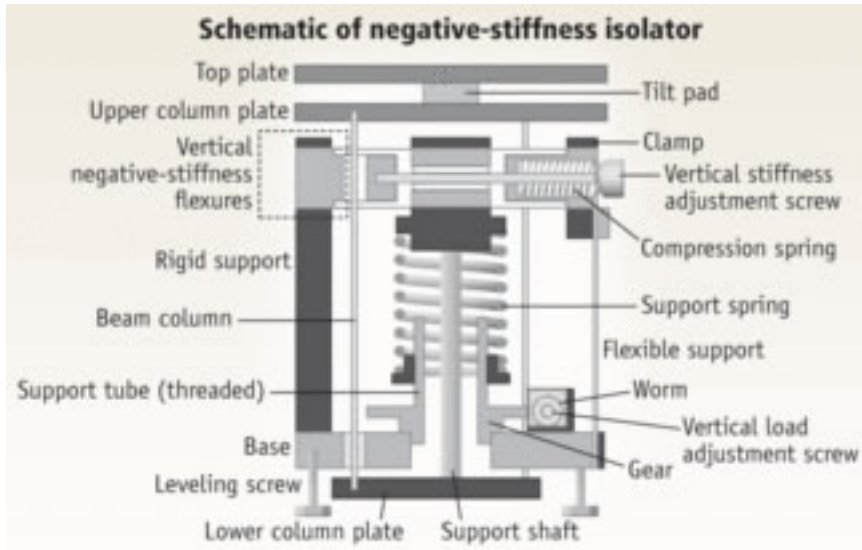 Schematic of negative-stiffness isolator
Top plate
Tilt pad
Upper column plate
Clamp
Vertical
negative-stiffness
flexures
Vertical stiffness
adjustment screw
Compression spring
Rigid support
Support spring
Beam column
Flexible support
Support tube (threaded)
Worm
Vertical load
adjustment screw
Base
Gear
Leveling screw
Lower column plate
Support shaft